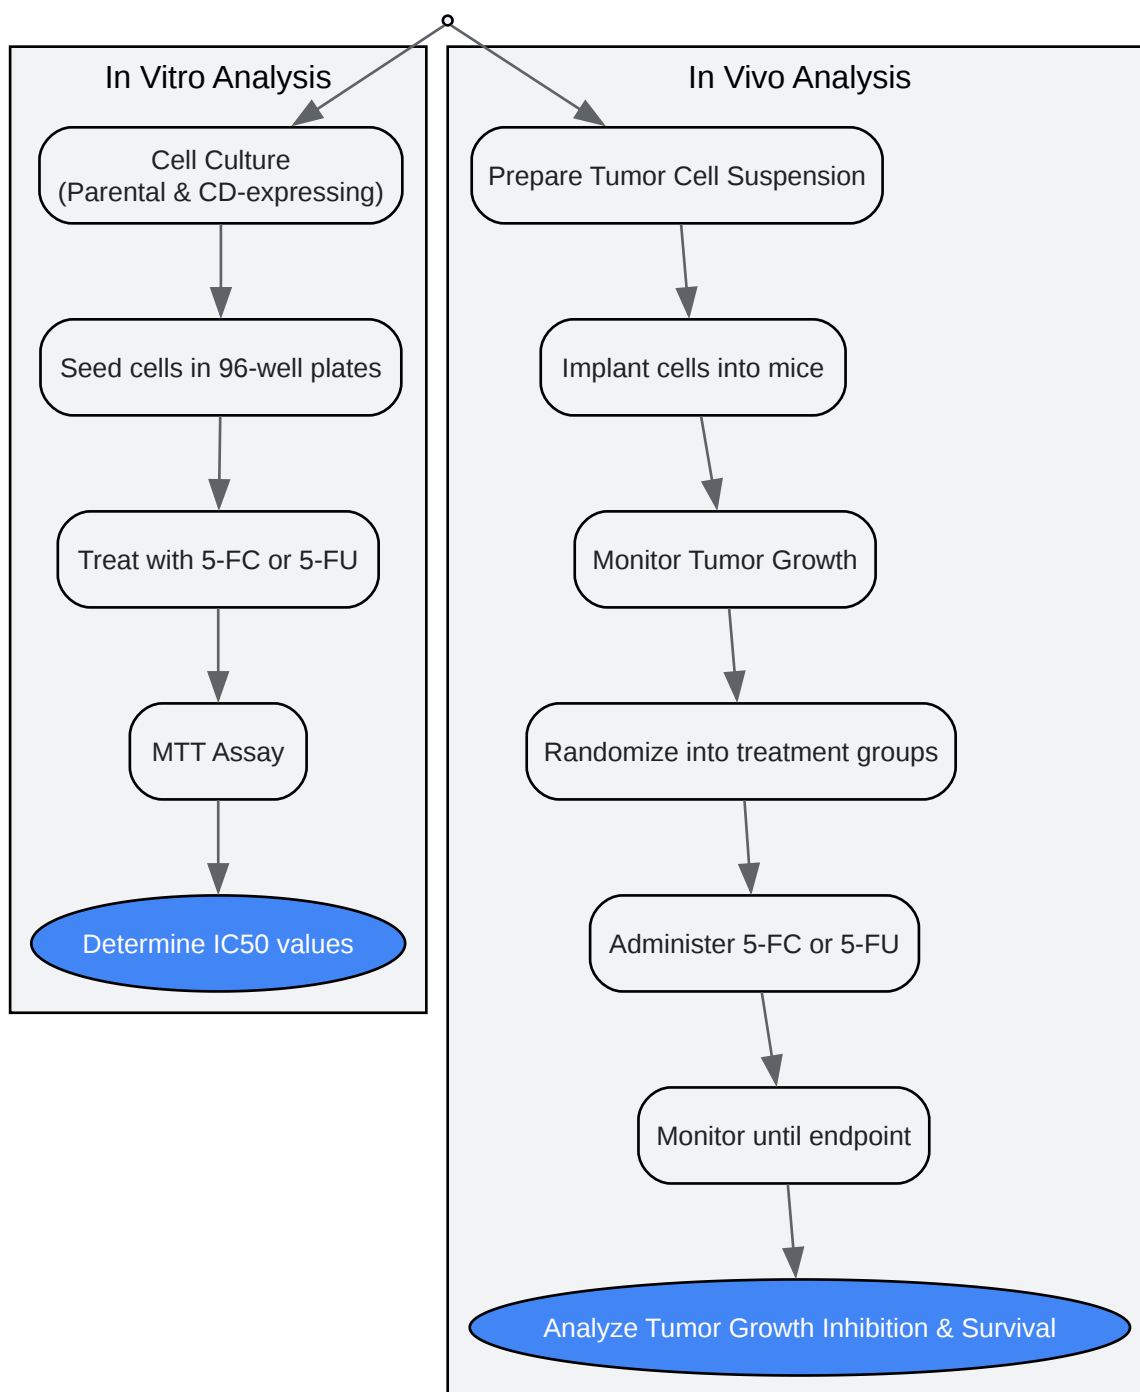 In Vitro Analysis
Cell Culture
(Parental & CD-expressing)
Seed cells in 96-well plates
Treat with 5-FC or 5-FU
MTT Assay
Determine IC50 values
In Vivo Analysis
Prepare Tumor Cell Suspension
Implant cells into mice
Monitor Tumor Growth
Randomize into treatment groups
Administer 5-FC or 5-FU
Monitor until endpoint
Analyze Tumor Growth Inhibition & Survival